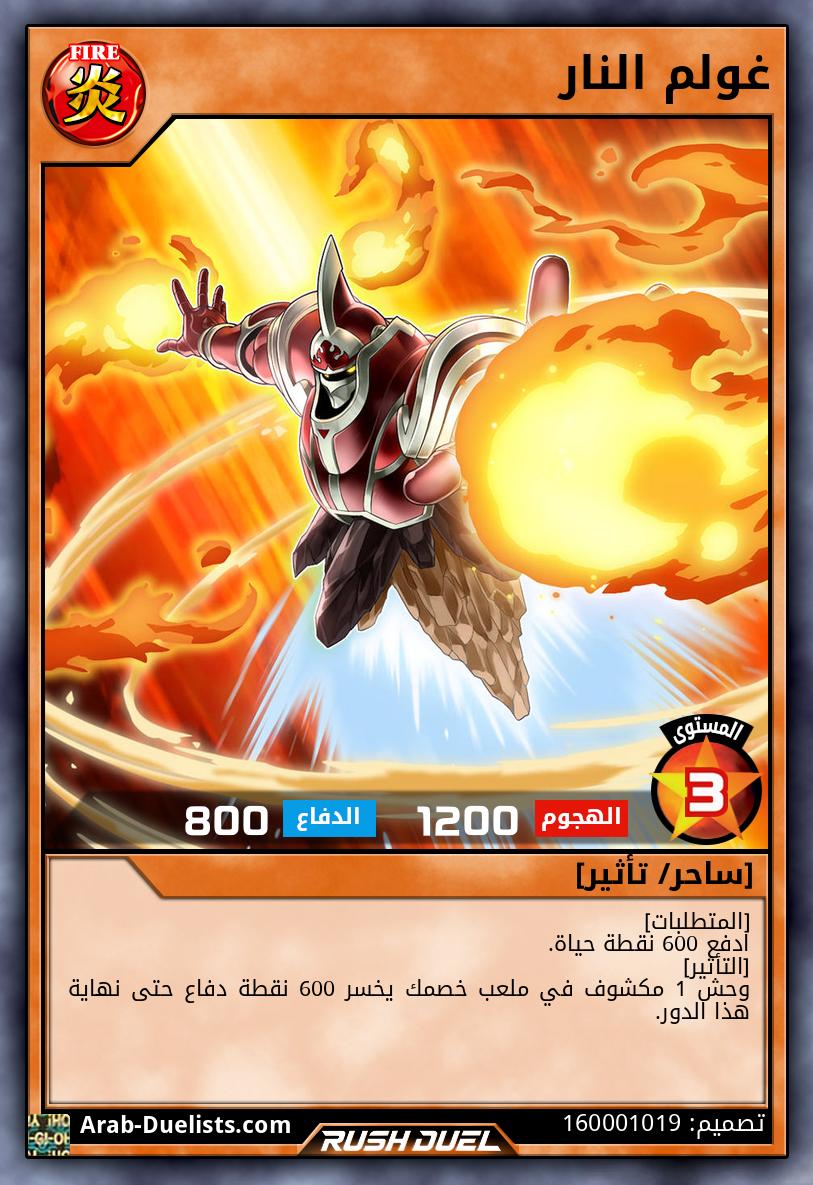 غولم النار
FIRE
炎
المستوى
3
الهجوم 1200 الدفاع 800
[ساحر/ تأثير]
[المتطلبات]
ادفع 600 نقطة حياة.
[التأثير]
وحش 1 مكشوف في ملعب خصمك يخسر 600 نقطة دفاع حتى نهاية
هذا الدور.
تصميم: 160001019
Arab-Duelists.com
RUSH DUEL